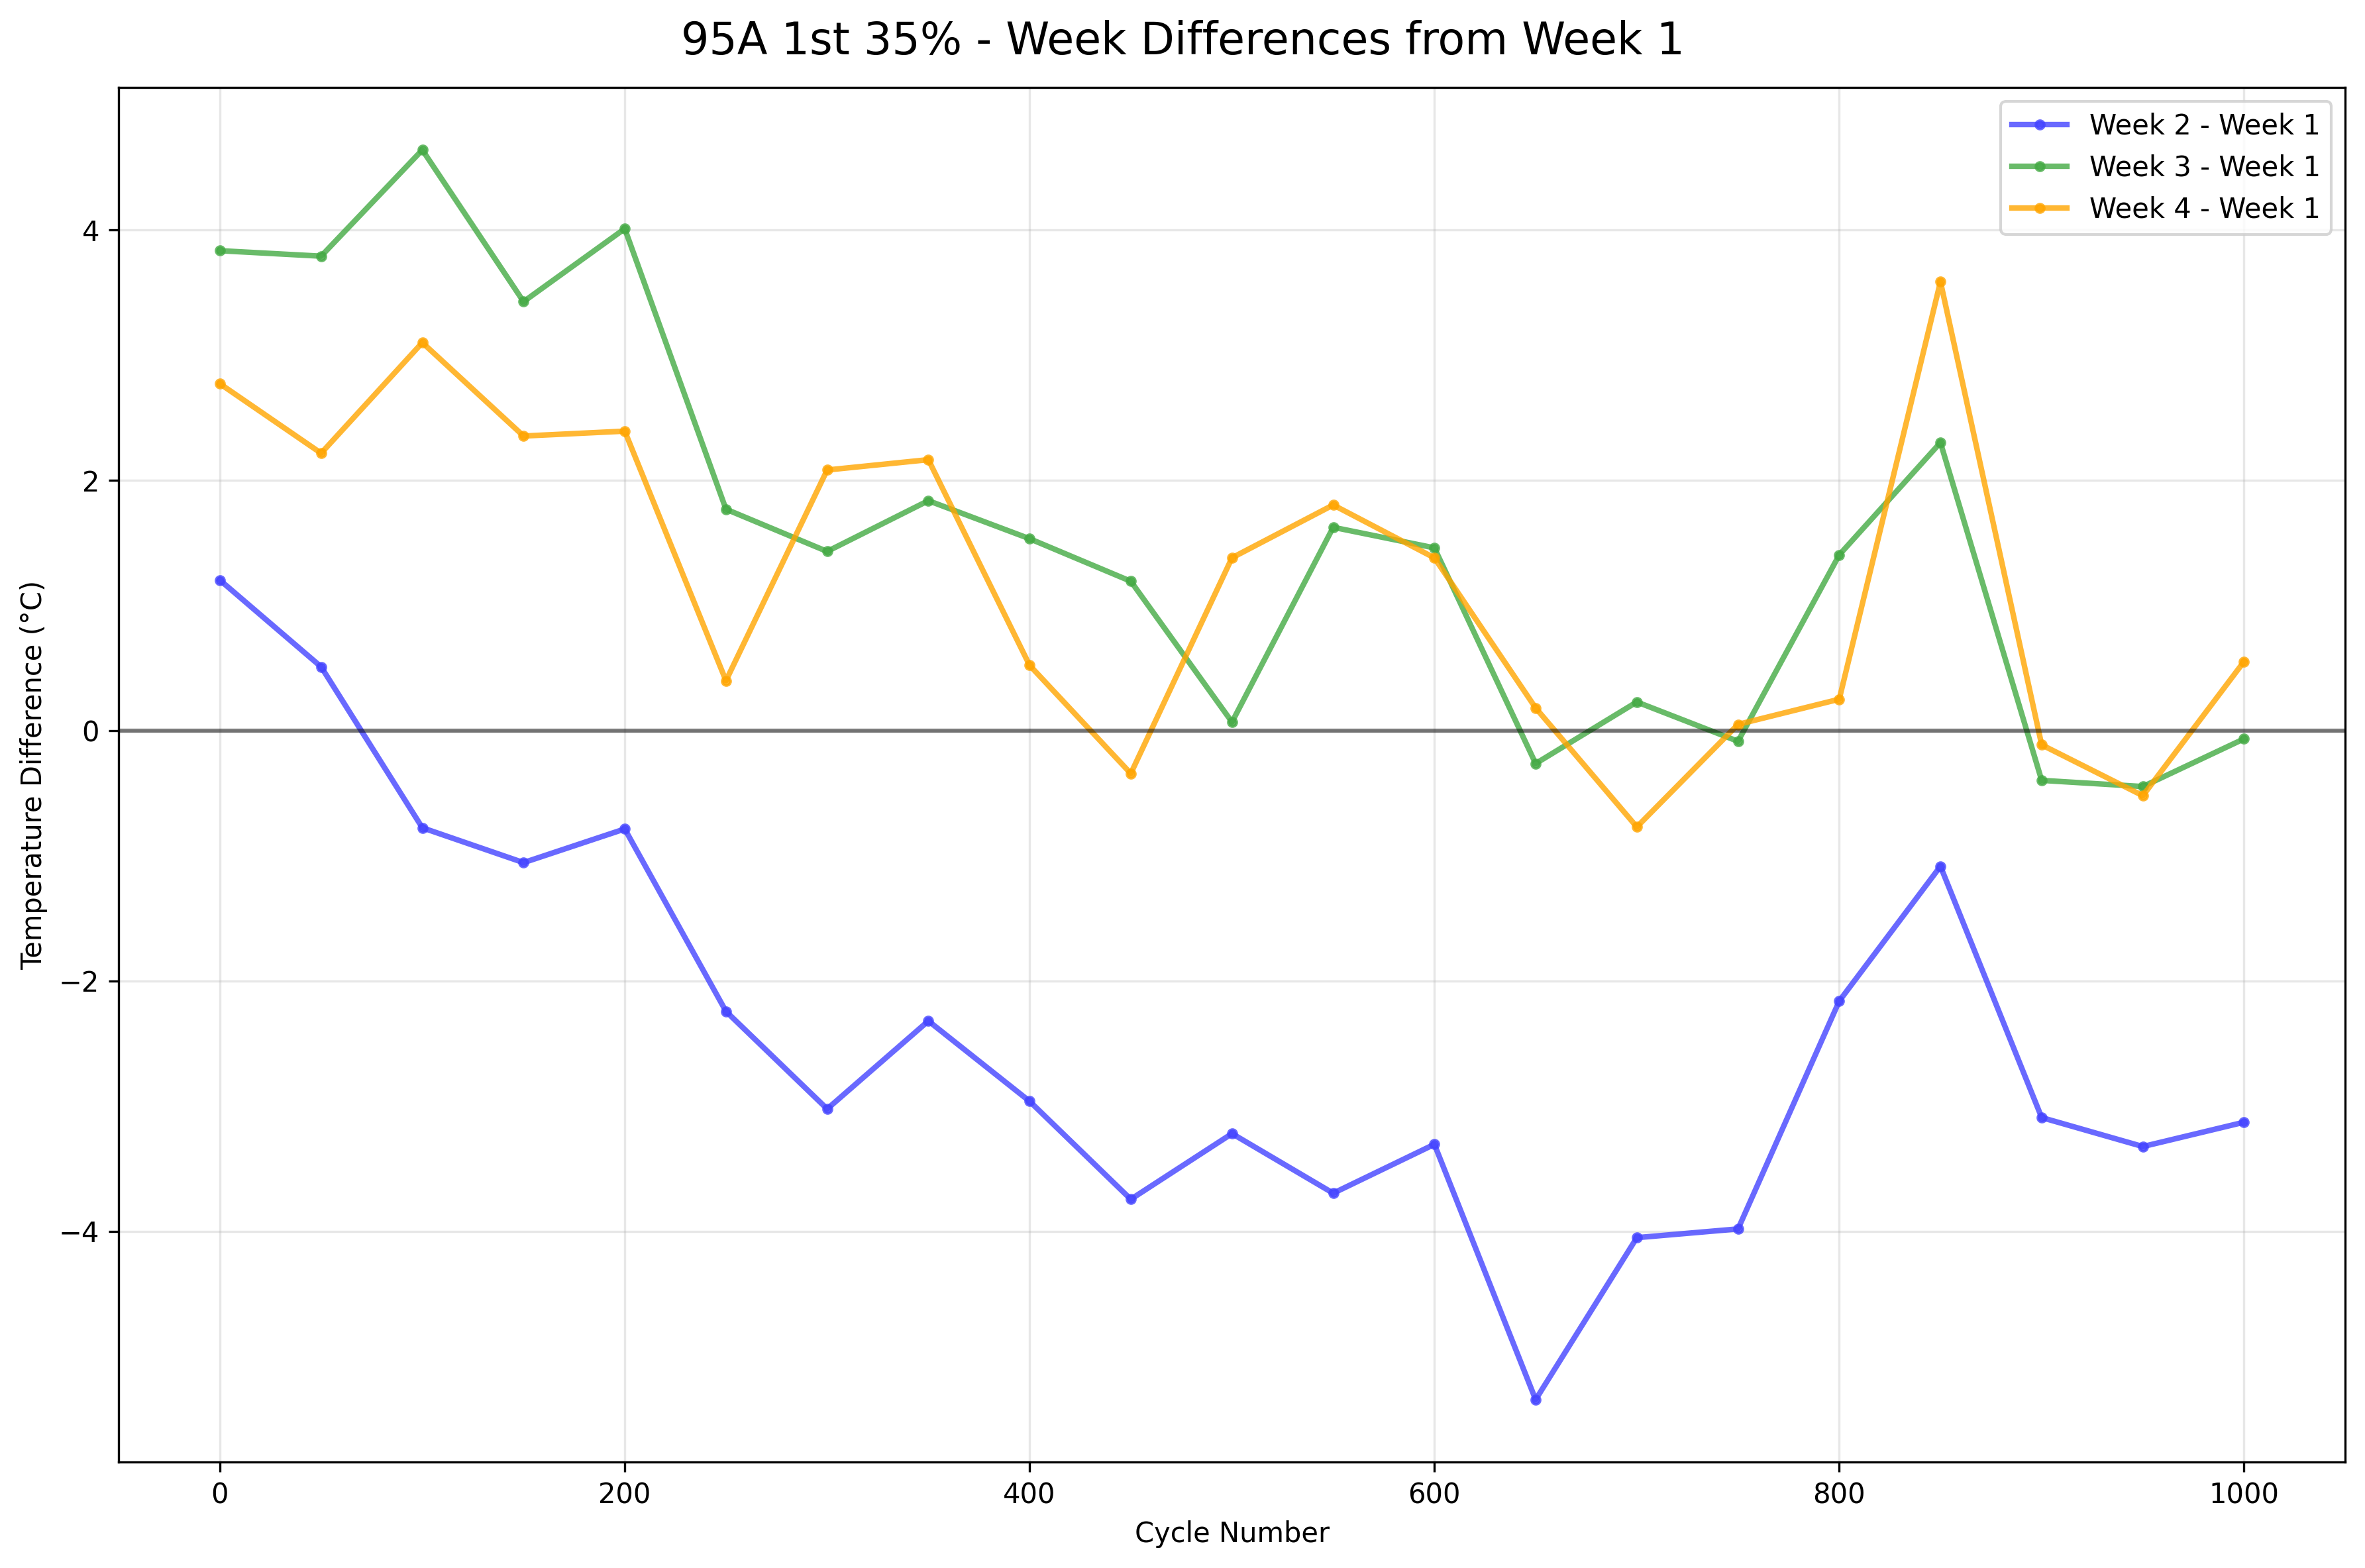 95A 1st 35% - Week Differences from Week 1
Week 2 - Week 1
Week 3 - Week 1
Week 4 - Week 1
Temperature Difference (°C)
4
2
0
−2
−4
0 200 400 600 800 1000
Cycle Number